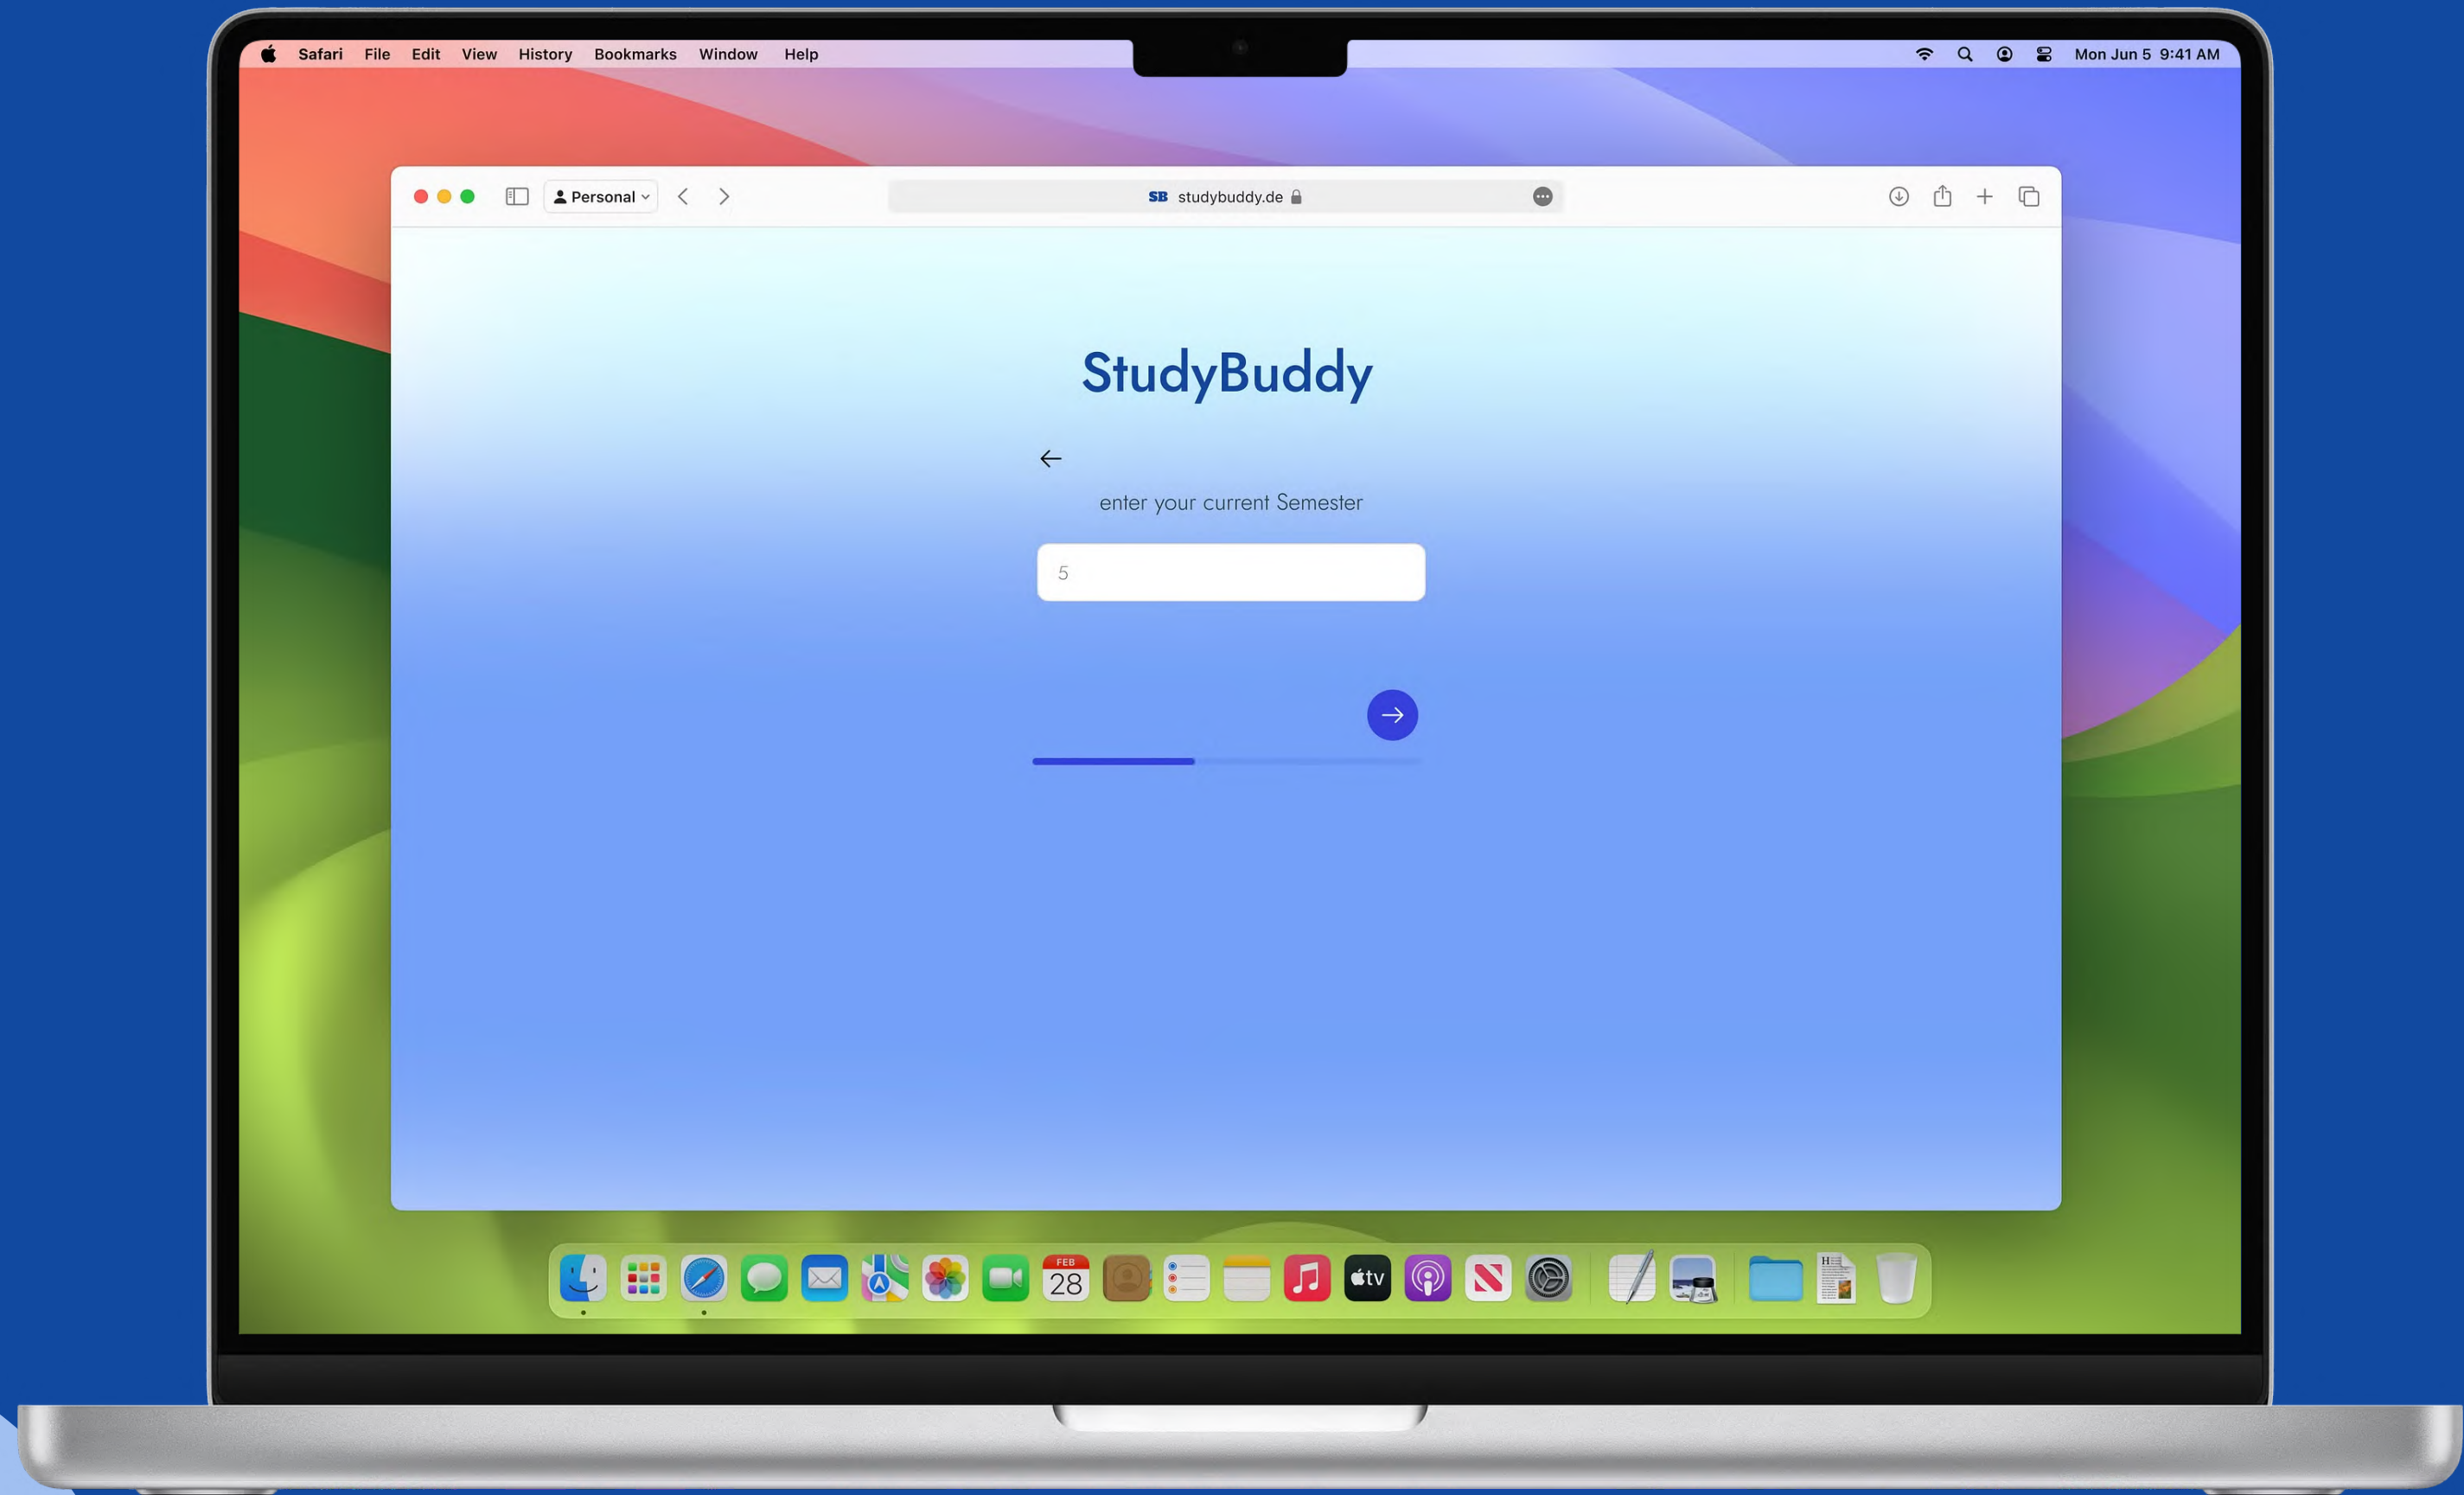 Safari File Edit View History Bookmarks Window Help
Mon Jun 5 9:41 AM
Personal
SB studybuddy.de
StudyBuddy
enter your current Semester
5
FEB
28
tv